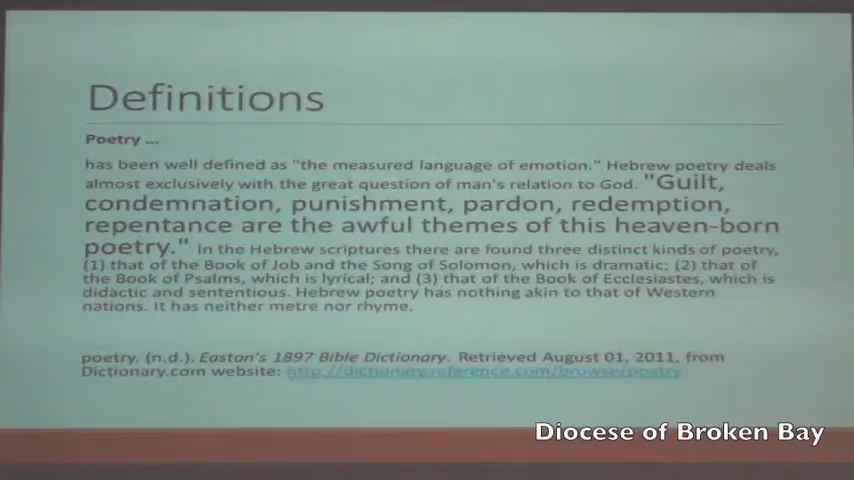 Definitions
Poetry ...
has been well defined as "the measured language of emotion." Hebrew poetry deals
almost exclusively with the great question of man's relation to God. "Guilt,
condemnation, punishment, pardon, redemption,
repentance are the awful themes of this heaven-born
poetry." In the Hebrew scriptures there are found three distinct kinds of poetry,
(1) that of the Book of Job and the Song of Solomon, which is dramatic; (2) that of
the Book of Psalms, which is lyrical; and (3) that of the Book of Ecclesiastes, which is
didactic and sententious. Hebrew poetry has nothing akin to that of Western
nations. It has neither metre nor rhyme.
poetry. (n.d.). Easton's 1897 Bible Dictionary. Retrieved August 01, 2011, from
Dictionary.com website: http://dictionary.reference.com/browse/poetry
Diocese of Broken Bay